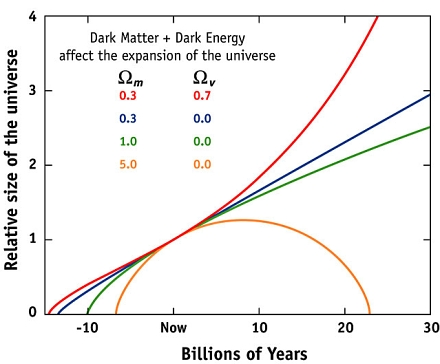 Dark Matter + Dark Energy
affect the expansion of the universe
Ωm Ωv
0.3 0.7
0.3 0.0
1.0 0.0
5.0 0.0
Relative size of the universe
4
3
2
1
0
-10 Now 10 20 30
Billions of Years